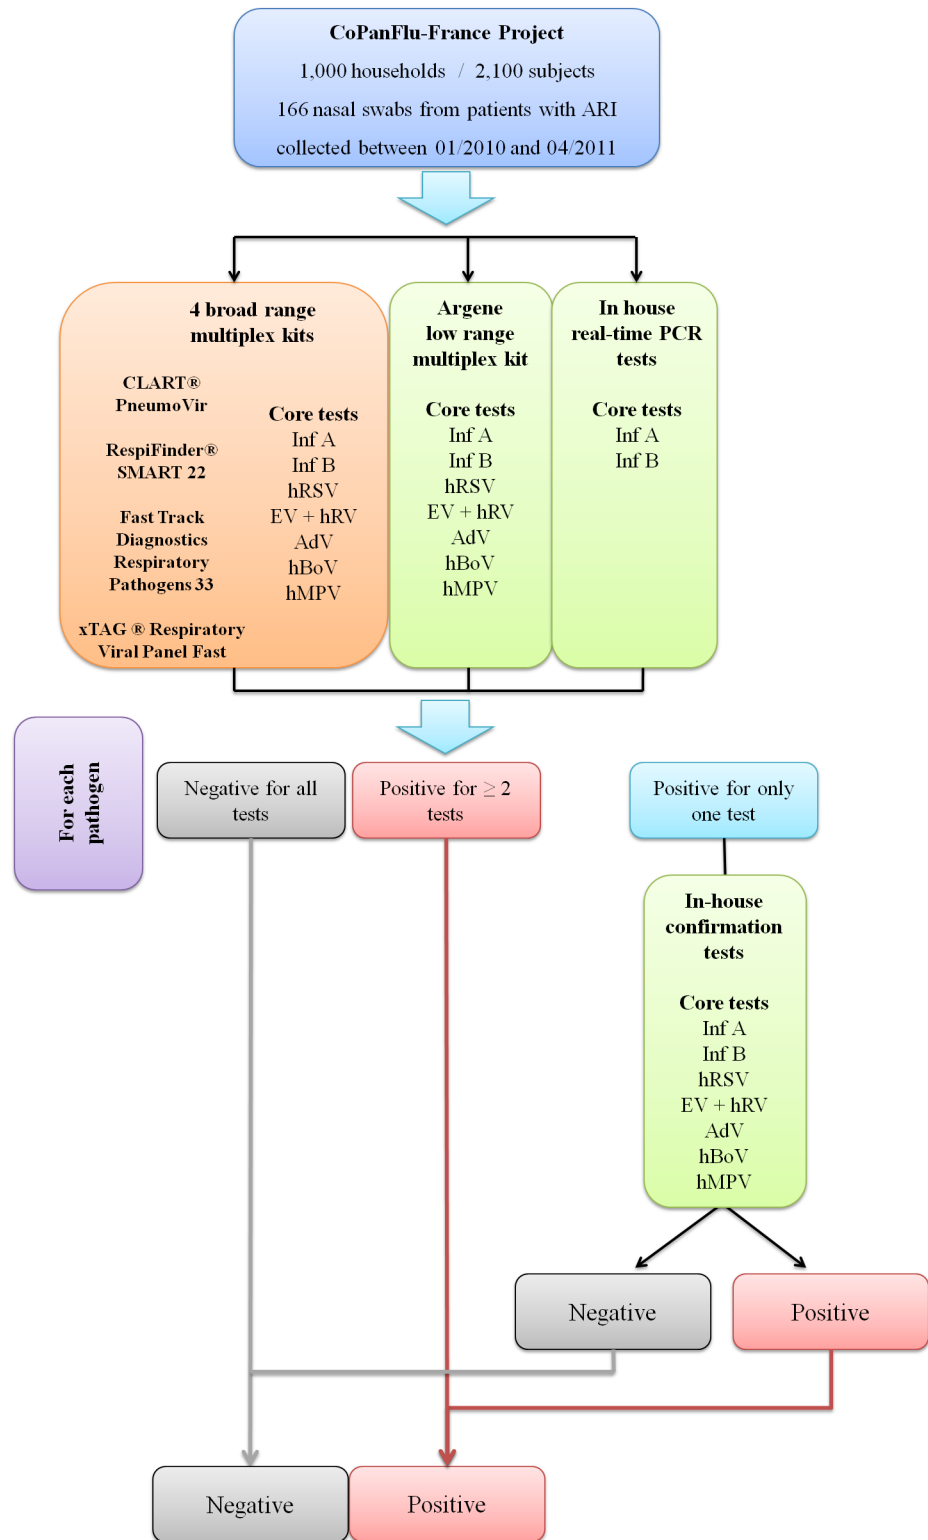 CoPanFlu-France Project
1,000 households / 2,100 subjects
166 nasal swabs from patients with ARI
collected between 01/2010 and 04/2011
4 broad range
multiplex kits
CLART®
PneumoVir
RespiFinder®
SMART 22
Fast Track
Diagnostics
Respiratory
Pathogens 33
xTAG ® Respiratory
Viral Panel Fast
Core tests
Inf A
Inf B
hRSV
EV + hRV
AdV
hBoV
hMPV
Argene
low range
multiplex kit
Core tests
Inf A
Inf B
hRSV
EV + hRV
AdV
hBoV
hMPV
In house
real-time PCR
tests
Core tests
Inf A
Inf B
For each
pathogen
Negative for all
tests
Positive for ≥ 2
tests
Positive for only
one test
In-house
confirmation
tests
Core tests
Inf A
Inf B
hRSV
EV + hRV
AdV
hBoV
hMPV
Negative
Positive
Negative
Positive